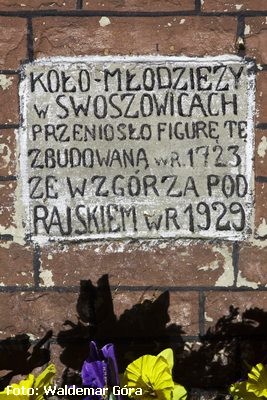 KOŁO-MŁODZIEŻY
W SWOSZOWICACH
PRZENIOSŁO FIGURĘ TĘ
ZBUDOWANĄ W R. 1723
ZE WZGÓRZA POD
RAJSKIEM W R 1929
Foto: Waldemar Góra